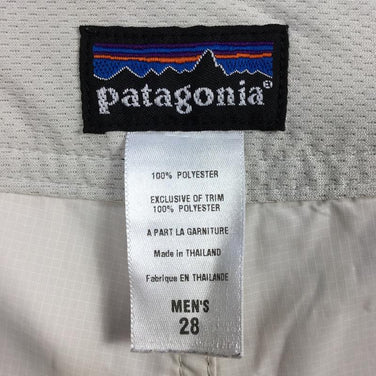 patagonia®
100% POLYESTER
EXCLUSIVE OF TRIM
100% POLYESTER
A PART LA GARNITURE
Made in THAILAND
Fabrique EN THAILANDE
MEN'S
28